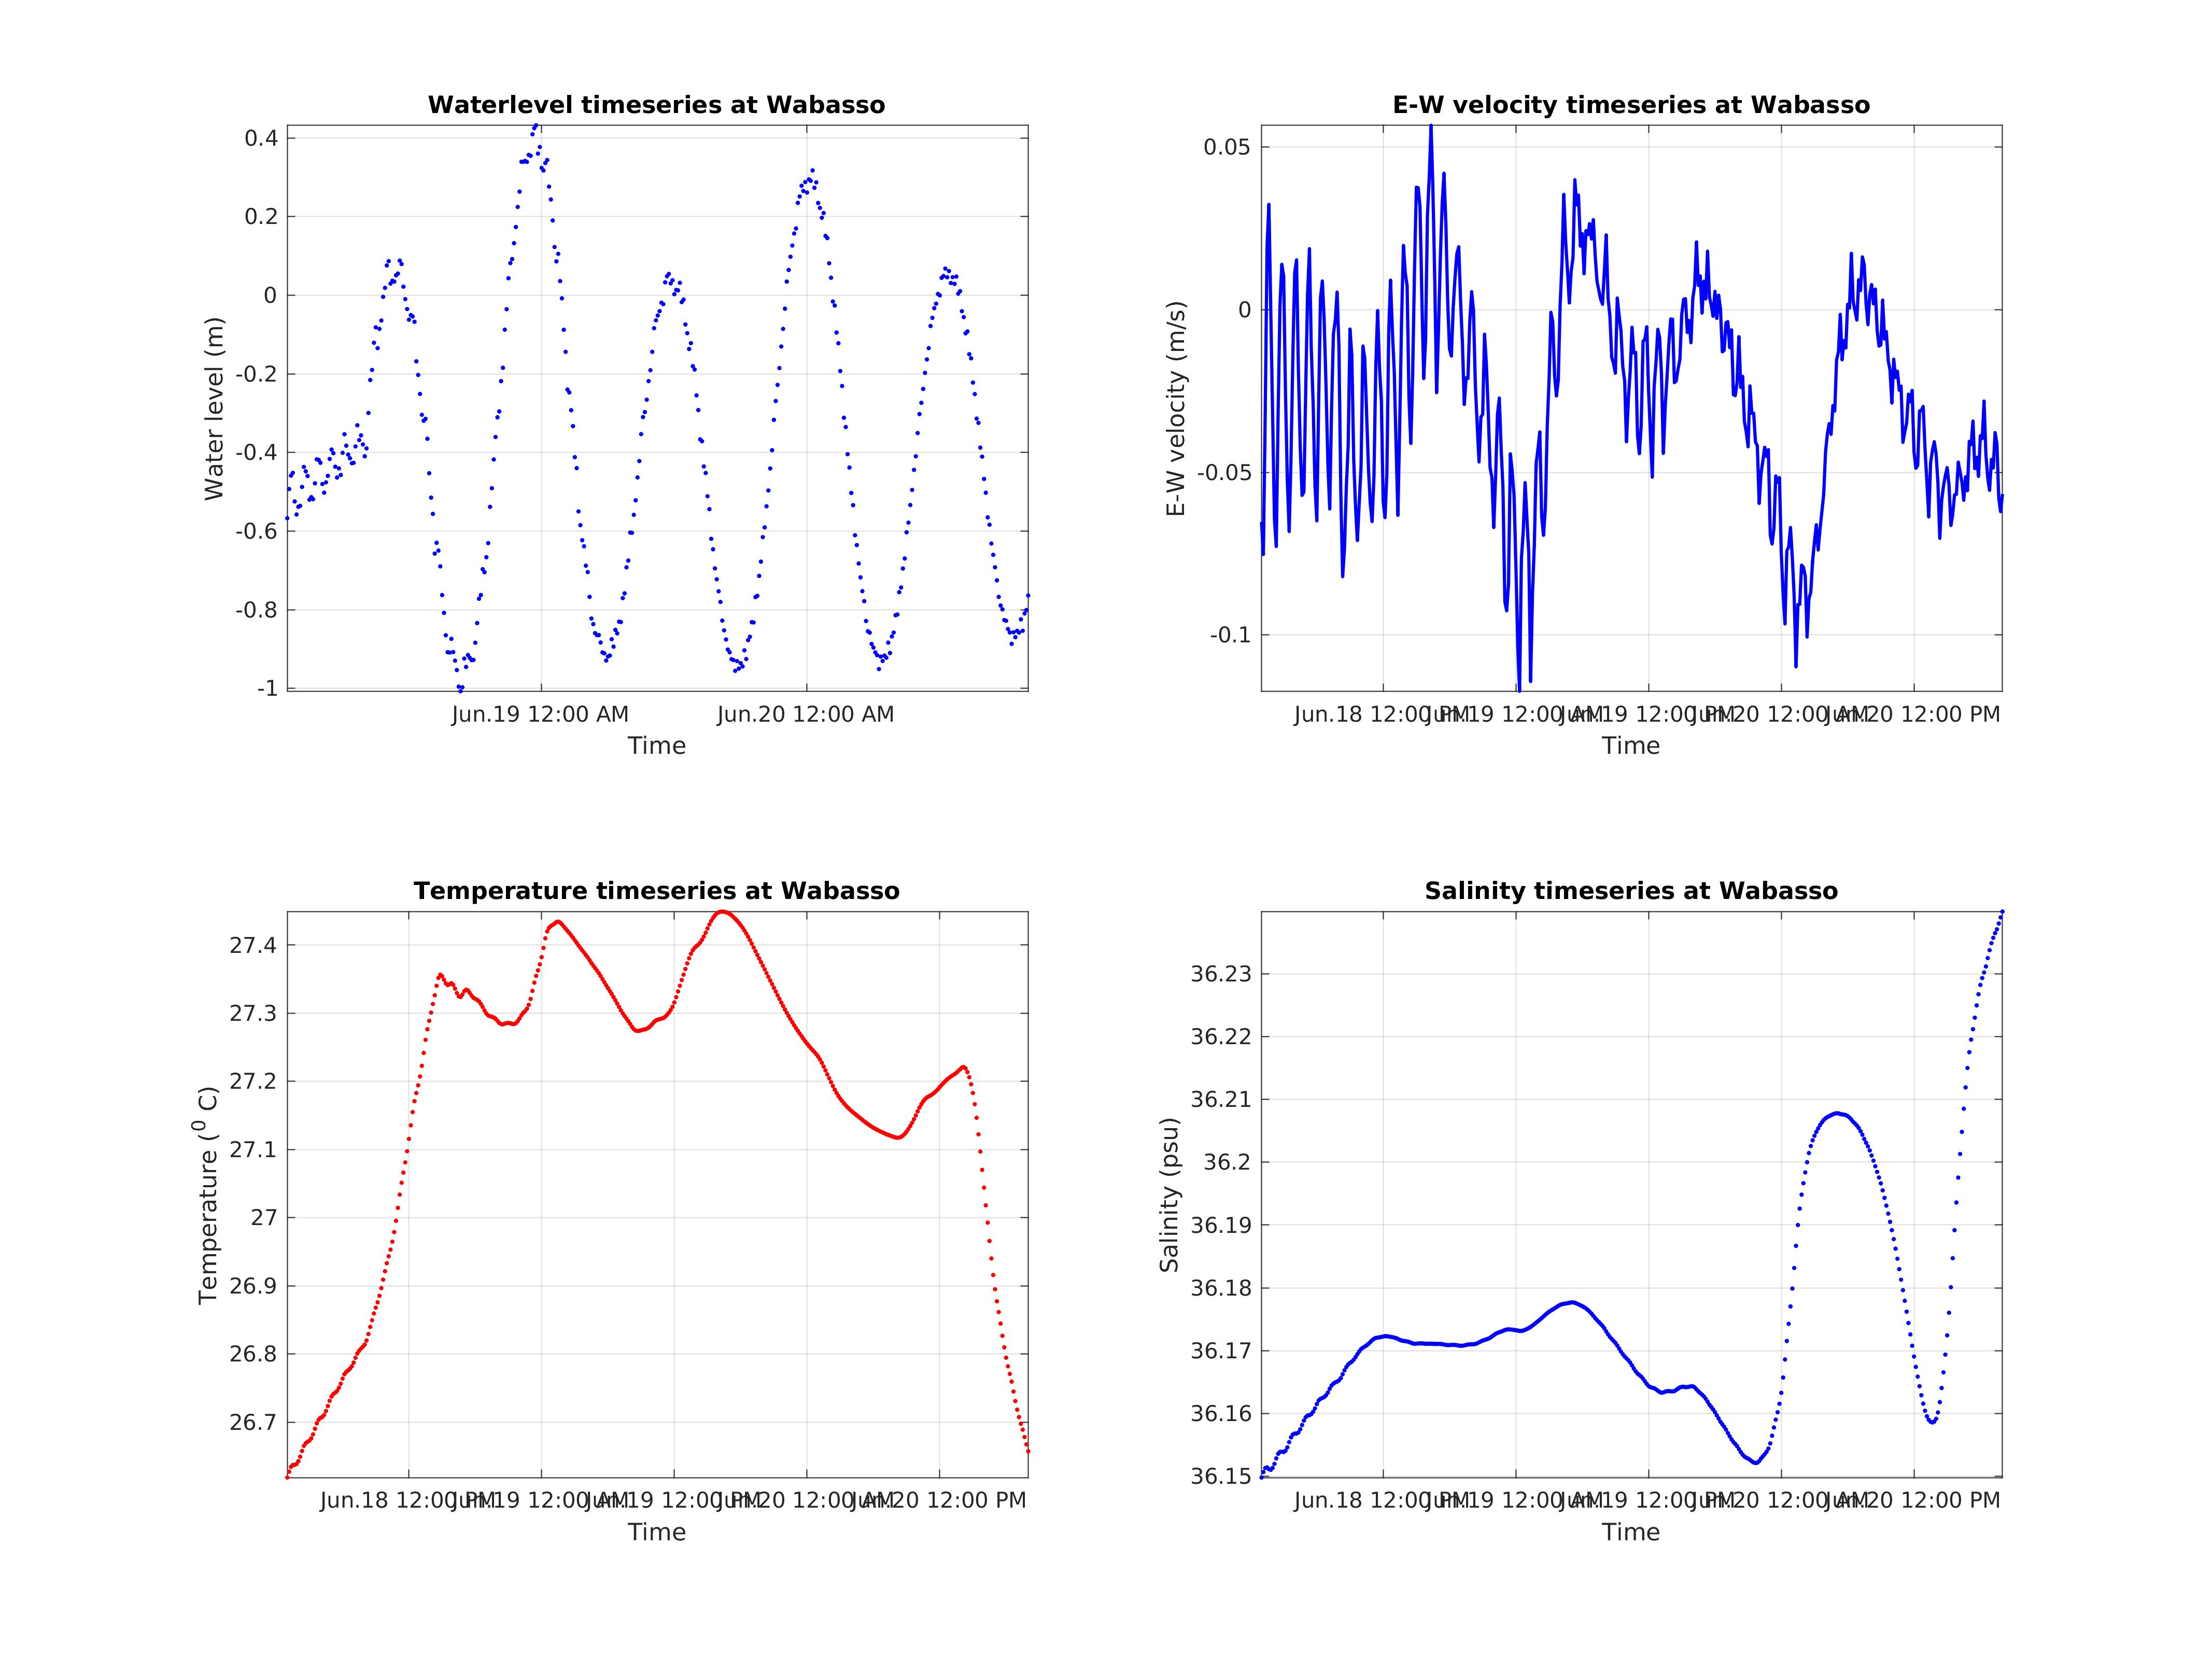 Waterlevel timeseries at Wabasso
0.4
0.2
0
-0.2
-0.4
-0.6
-0.8
-1
Water level (m)
Jun.19 12:00 AM Jun.20 12:00 AM
Time
E-W velocity timeseries at Wabasso
0.05
0
-0.05
-0.1
E-W velocity (m/s)
Jun.18 12:00 PM Jun.19 12:00 AM Jun.19 12:00 PM Jun.20 12:00 AM Jun.20 12:00 PM
Time
Temperature timeseries at Wabasso
27.4
27.3
27.2
27.1
27
26.9
26.8
26.7
Temperature (⁰ C)
Jun.18 12:00 PM Jun.19 12:00 AM Jun.19 12:00 PM Jun.20 12:00 AM Jun.20 12:00 PM
Time
Salinity timeseries at Wabasso
36.23
36.22
36.21
36.2
36.19
36.18
36.17
36.16
36.15
Salinity (psu)
Jun.18 12:00 PM Jun.19 12:00 AM Jun.19 12:00 PM Jun.20 12:00 AM Jun.20 12:00 PM
Time